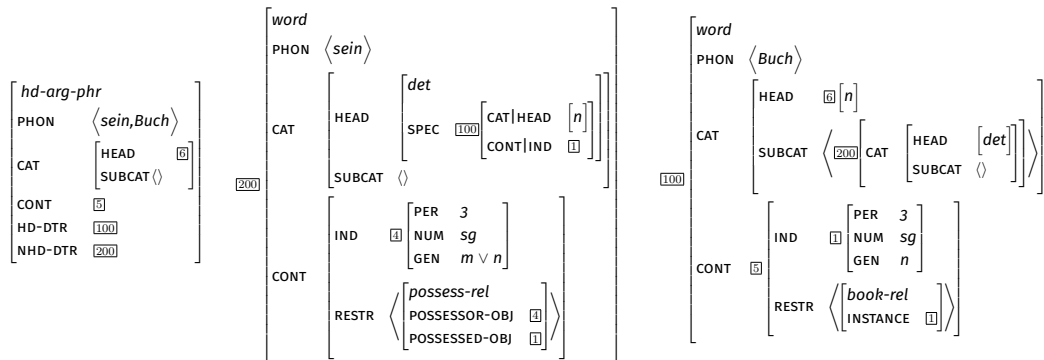 hd-arg-phr
PHON ⟨sein,Buch⟩
CAT [HEAD 6
SUBCAT ⟨⟩]
CONT 5
HD-DTR 100
NHD-DTR 200
200
word
PHON ⟨sein⟩
CAT
HEAD
det
SPEC 100 [CAT|HEAD [n]
CONT|IND 1]
SUBCAT ⟨⟩
CONT
IND 4 [PER 3
NUM sg
GEN m ∨ n]
RESTR ⟨[possess-rel
POSSESSOR-OBJ 4
POSSESSED-OBJ 1]⟩
100
word
PHON ⟨Buch⟩
CAT
HEAD 6 [n]
SUBCAT ⟨200 [CAT [HEAD [det]
SUBCAT ⟨⟩]]⟩
CONT 5
IND 1 [PER 3
NUM sg
GEN n]
RESTR ⟨[book-rel
INSTANCE 1]⟩